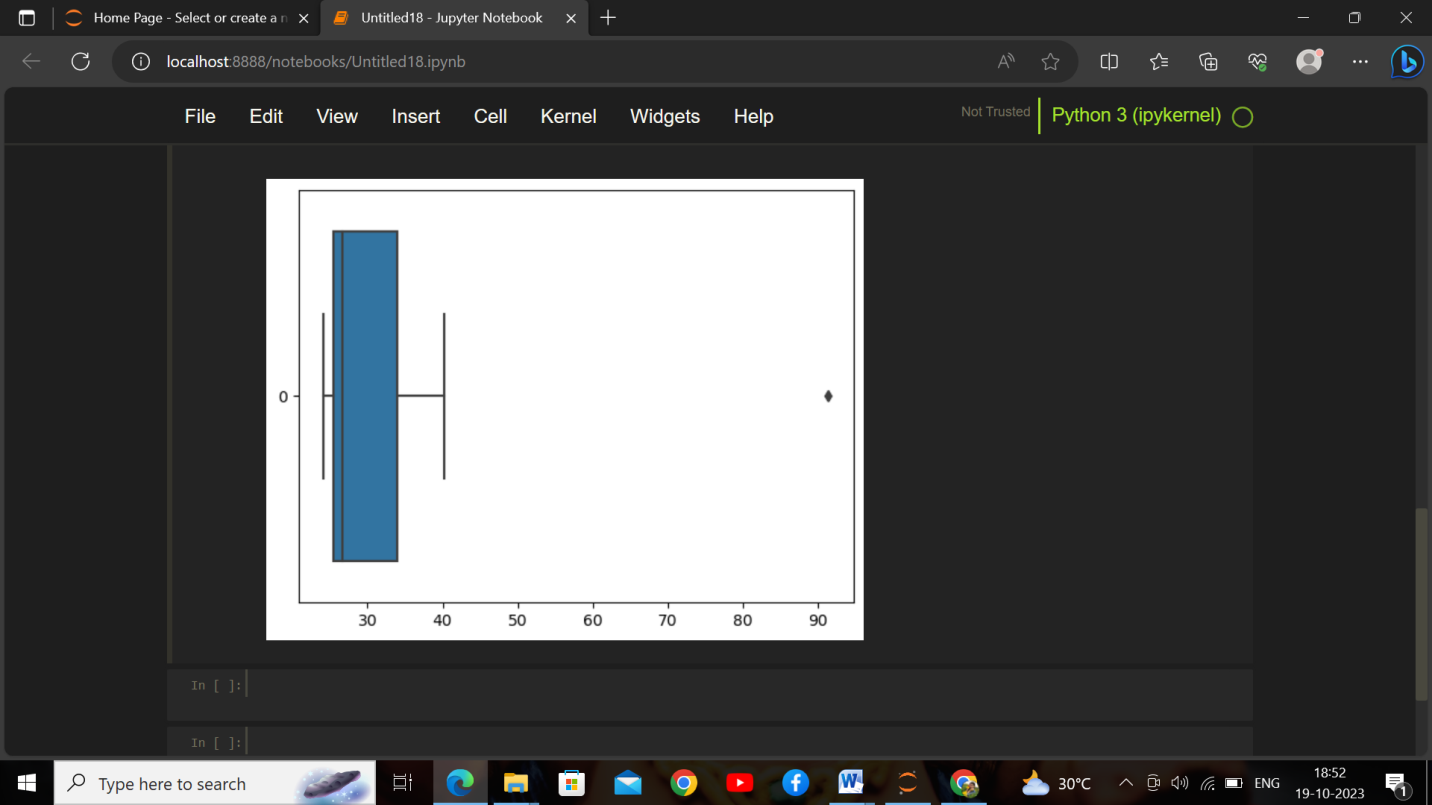 Home Page - Select or create a n
Untitled18 - Jupyter Notebook
localhost:8888/notebooks/Untitled18.ipynb
File Edit View Insert Cell Kernel Widgets Help
Not Trusted
Python 3 (ipykernel)
0
30 40 50 60 70 80 90
In [ ]:
In [ ]:
Type here to search
30°C
ENG
18:52
19-10-2023
1